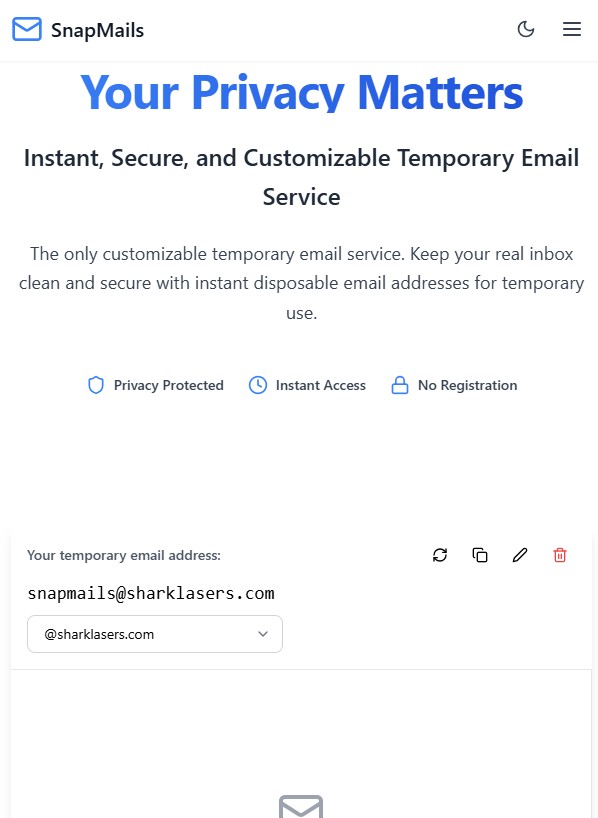 SnapMails
Your Privacy Matters
Instant, Secure, and Customizable Temporary Email
Service
The only customizable temporary email service. Keep your real inbox
clean and secure with instant disposable email addresses for temporary
use.
Privacy Protected
Instant Access
No Registration
Your temporary email address:
snapmails@sharklasers.com
@sharklasers.com